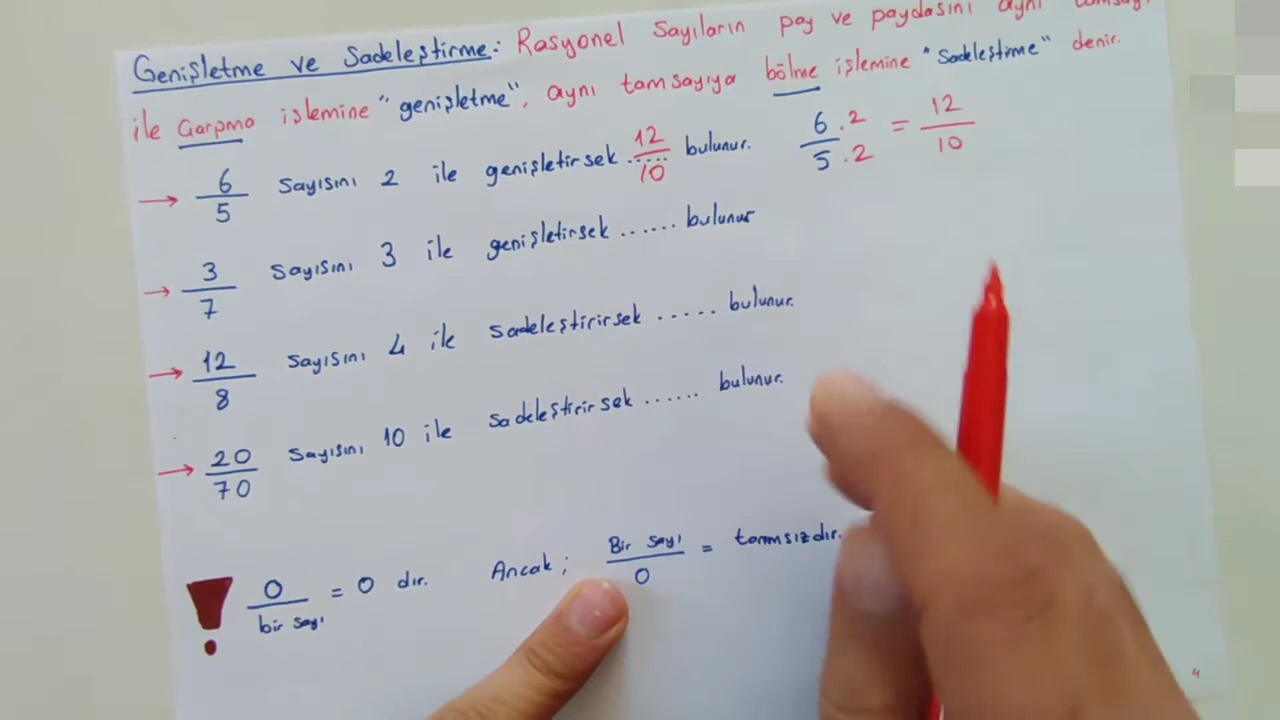 Genişletme ve Sadeleştirme: Rasyonel Sayıların pay ve paydasını aynı
ile Çarpma işlemine "genişletme", aynı tamsayıya bölme işlemine "Sadeleştirme" denir.
→ 6/5 sayısını 2 ile genişletirsek 12/10 bulunur. 6.2/5.2 = 12/10
→ 3/7 sayısını 3 ile genişletirsek ...... bulunur
→ 12/8 sayısını 4 ile sadeleştirirsek ..... bulunur.
→ 20/70 sayısını 10 ile sadeleştirirsek ...... bulunur.
! 0/bir sayı = 0 dır. Ancak; Bir sayı/0 = tanımsızdır.
4